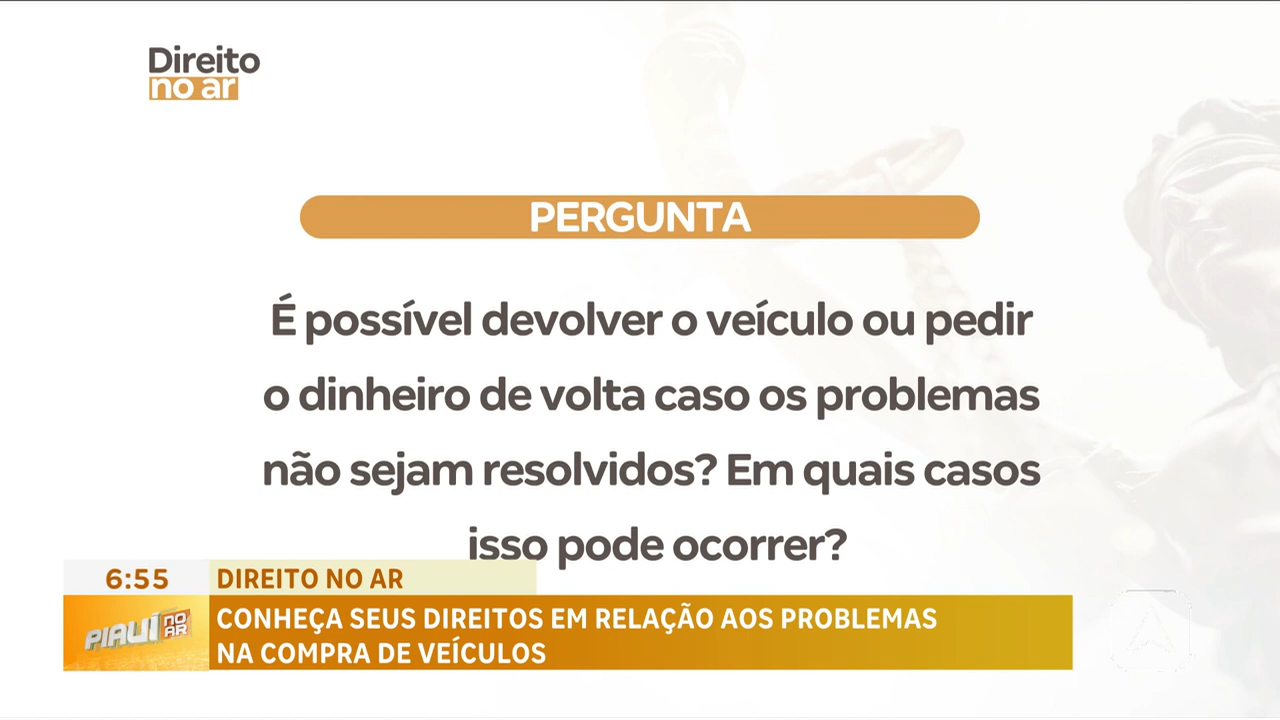 Direito
no ar
PERGUNTA
É possível devolver o veículo ou pedir
o dinheiro de volta caso os problemas
não sejam resolvidos? Em quais casos
isso pode ocorrer?
6:55
DIREITO NO AR
PIAUÍ NO AR
CONHEÇA SEUS DIREITOS EM RELAÇÃO AOS PROBLEMAS
NA COMPRA DE VEÍCULOS